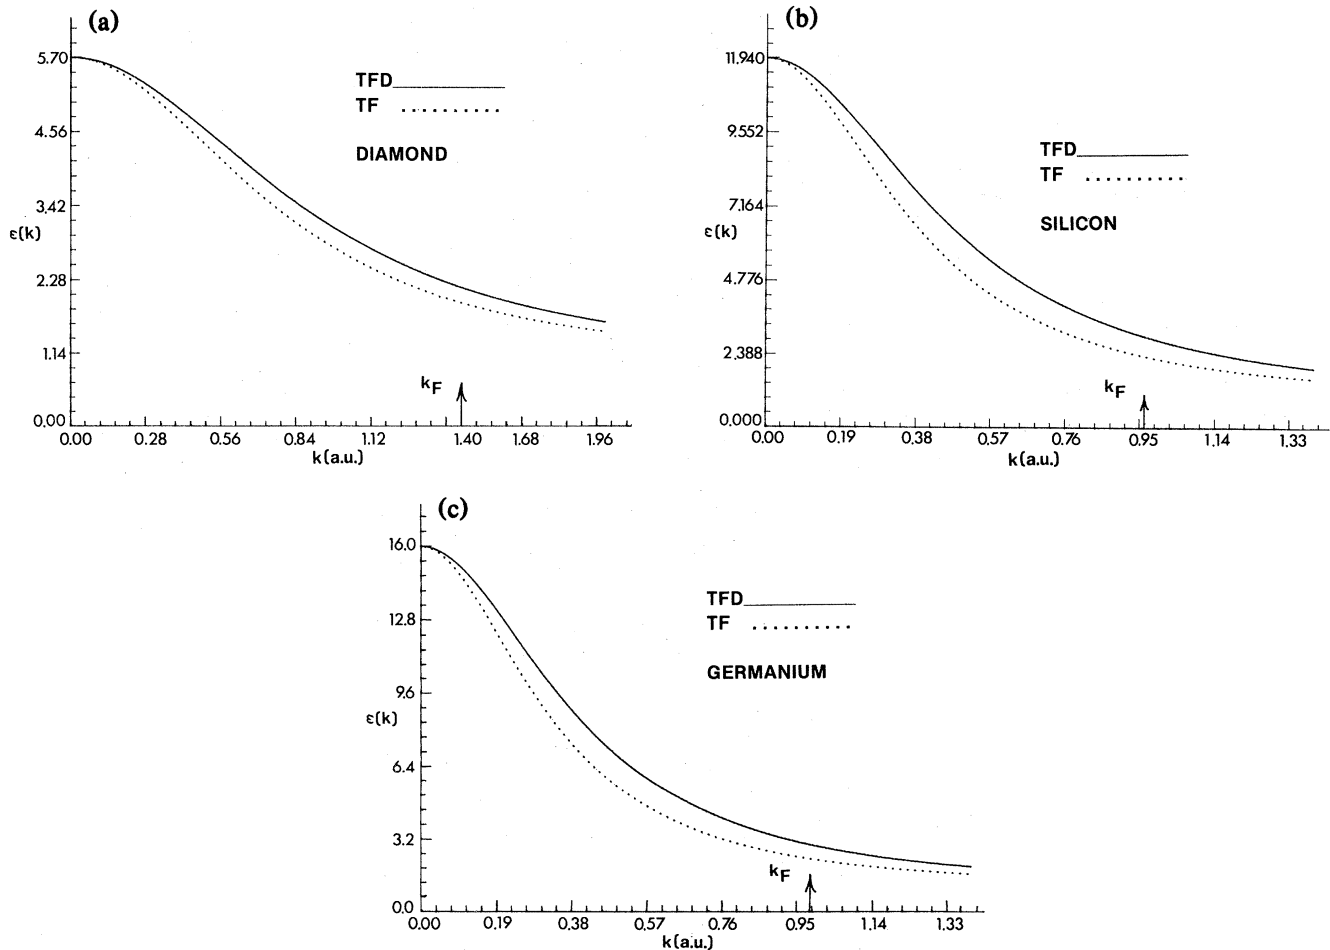 (a)
5.70
4.56
3.42
ε(k)
2.28
1.14
0.00
TFD
TF
DIAMOND
kF
0.00 0.28 0.56 0.84 1.12 1.40 1.68 1.96
k(a.u.)
(b)
11.940
9.552
7.164
ε(k)
4.776
2.388
0.000
TFD
TF
SILICON
kF
0.00 0.19 0.38 0.57 0.76 0.95 1.14 1.33
k(a.u.)
(c)
16.0
12.8
9.6
ε(k)
6.4
3.2
0.0
TFD
TF
GERMANIUM
kF
0.00 0.19 0.38 0.57 0.76 0.95 1.14 1.33
k(a.u.)